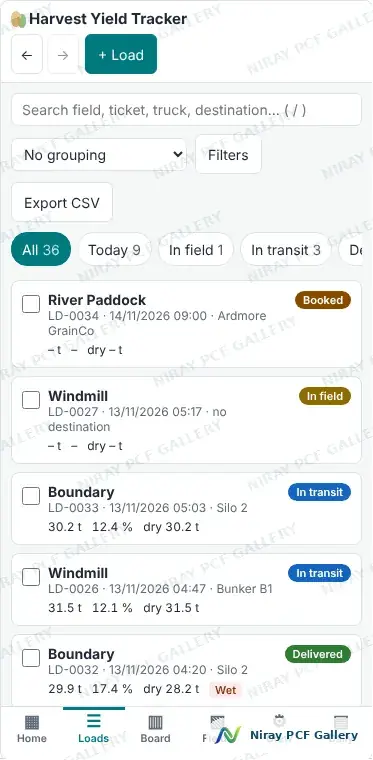 Harvest Yield Tracker
← → + Load
Search field, ticket, truck, destination... ( / )
No grouping Filters
Export CSV
All 36 Today 9 In field 1 In transit 3
River Paddock Booked
LD-0034 · 14/11/2026 09:00 · Ardmore
GrainCo
– t – dry – t
Windmill In field
LD-0027 · 13/11/2026 05:17 · no
destination
– t – dry – t
Boundary In transit
LD-0033 · 13/11/2026 05:03 · Silo 2
30.2 t 12.4 % dry 30.2 t
Windmill In transit
LD-0026 · 13/11/2026 04:47 · Bunker B1
31.5 t 12.1 % dry 31.5 t
Boundary Delivered
LD-0032 · 13/11/2026 04:20 · Silo 2
29.9 t 17.4 % dry 28.2 t Wet
Home Loads Board
Niray PCF Gallery
NIRAY PCF GALLERY